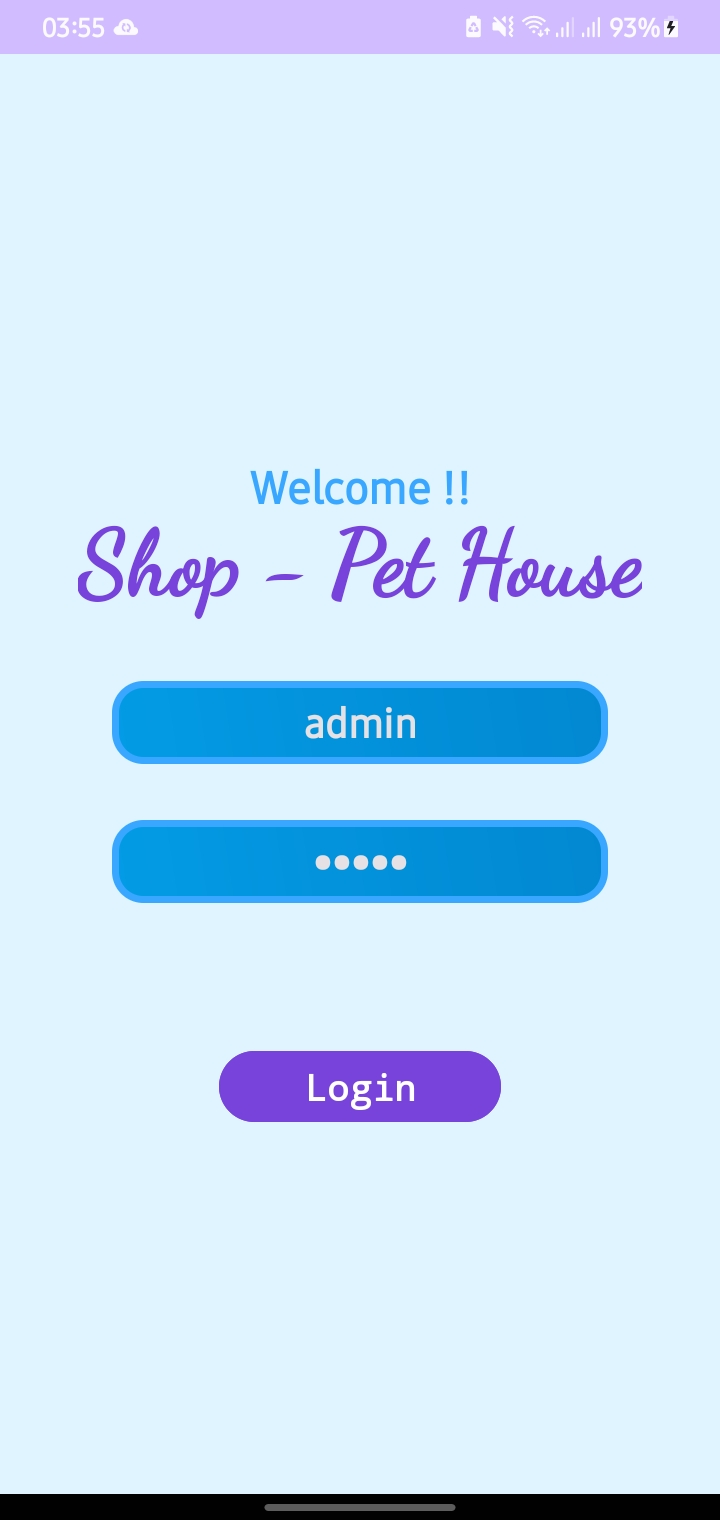 03:55 93%
Welcome !!
Shop - Pet House
admin
•••••
Login